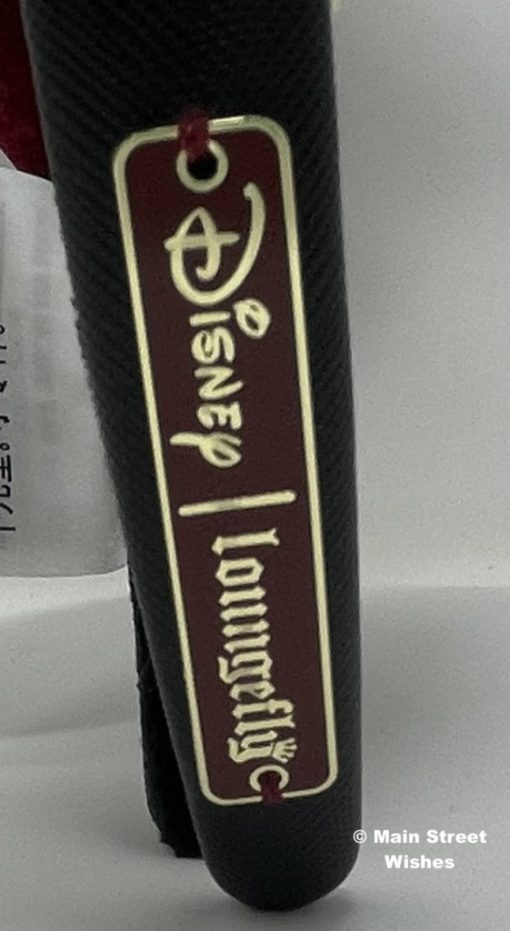 Disney | Loungefly
© Main Street
Wishes